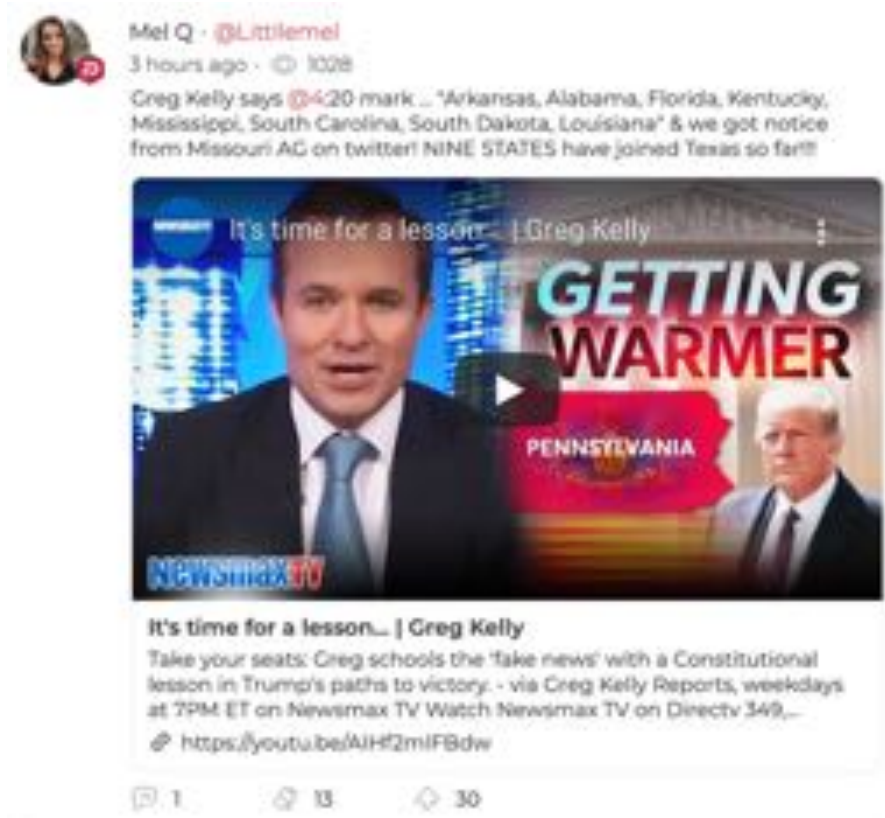 Mel Q · @Littilemel
3 hours ago · 1028
Greg Kelly says @4:20 mark ... "Arkansas, Alabama, Florida, Kentucky,
Mississippi, South Carolina, South Dakota, Louisiana" & we got notice
from Missouri AG on twitter! NINE STATES have joined Texas so far!!!
NEWSMAX
It's time for a lesson... | Greg Kelly
GETTING
WARMER
PENNSYLVANIA
NEWSMAXTV
It's time for a lesson... | Greg Kelly
Take your seats: Greg schools the 'fake news' with a Constitutional
lesson in Trump's paths to victory. - via Greg Kelly Reports, weekdays
at 7PM ET on Newsmax TV Watch Newsmax TV on Directv 349,...
https://youtu.be/AIHf2mIFBdw
1 13 30